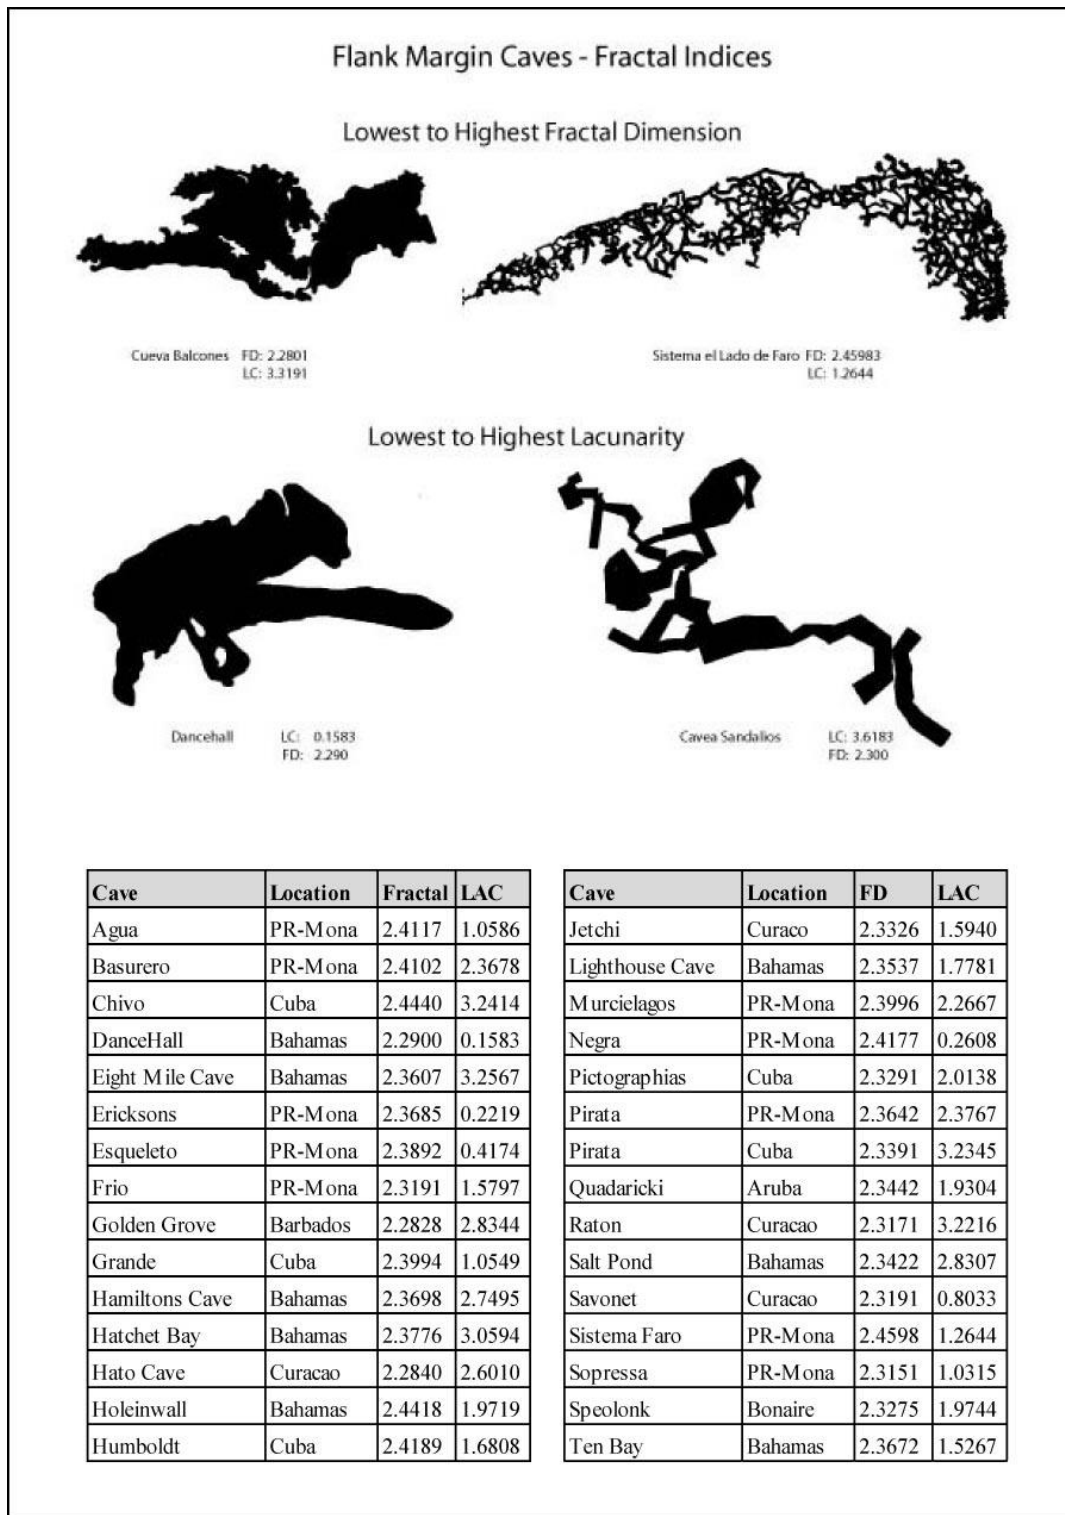 Flank Margin Caves - Fractal Indices
Lowest to Highest Fractal Dimension
Cueva Balcones FD: 2.2801
LC: 3.3191
Sistema el Lado de Faro FD: 2.45983
LC: 1.2644
Lowest to Highest Lacunarity
Dancehall LC: 0.1583
FD: 2.290
Cavea Sandalios LC: 3.6183
FD: 2.300
Cave Location Fractal LAC
Agua PR-Mona 2.4117 1.0586
Basurero PR-Mona 2.4102 2.3678
Chivo Cuba 2.4440 3.2414
DanceHall Bahamas 2.2900 0.1583
Eight Mile Cave Bahamas 2.3607 3.2567
Ericksons PR-Mona 2.3685 0.2219
Esqueleto PR-Mona 2.3892 0.4174
Frio PR-Mona 2.3191 1.5797
Golden Grove Barbados 2.2828 2.8344
Grande Cuba 2.3994 1.0549
Hamiltons Cave Bahamas 2.3698 2.7495
Hatchet Bay Bahamas 2.3776 3.0594
Hato Cave Curacao 2.2840 2.6010
Holeinwall Bahamas 2.4418 1.9719
Humboldt Cuba 2.4189 1.6808
Cave Location FD LAC
Jetchi Curaco 2.3326 1.5940
Lighthouse Cave Bahamas 2.3537 1.7781
Murcielagos PR-Mona 2.3996 2.2667
Negra PR-Mona 2.4177 0.2608
Pictographias Cuba 2.3291 2.0138
Pirata PR-Mona 2.3642 2.3767
Pirata Cuba 2.3391 3.2345
Quadaricki Aruba 2.3442 1.9304
Raton Curacao 2.3171 3.2216
Salt Pond Bahamas 2.3422 2.8307
Savonet Curacao 2.3191 0.8033
Sistema Faro PR-Mona 2.4598 1.2644
Sopressa PR-Mona 2.3151 1.0315
Speolonk Bonaire 2.3275 1.9744
Ten Bay Bahamas 2.3672 1.5267